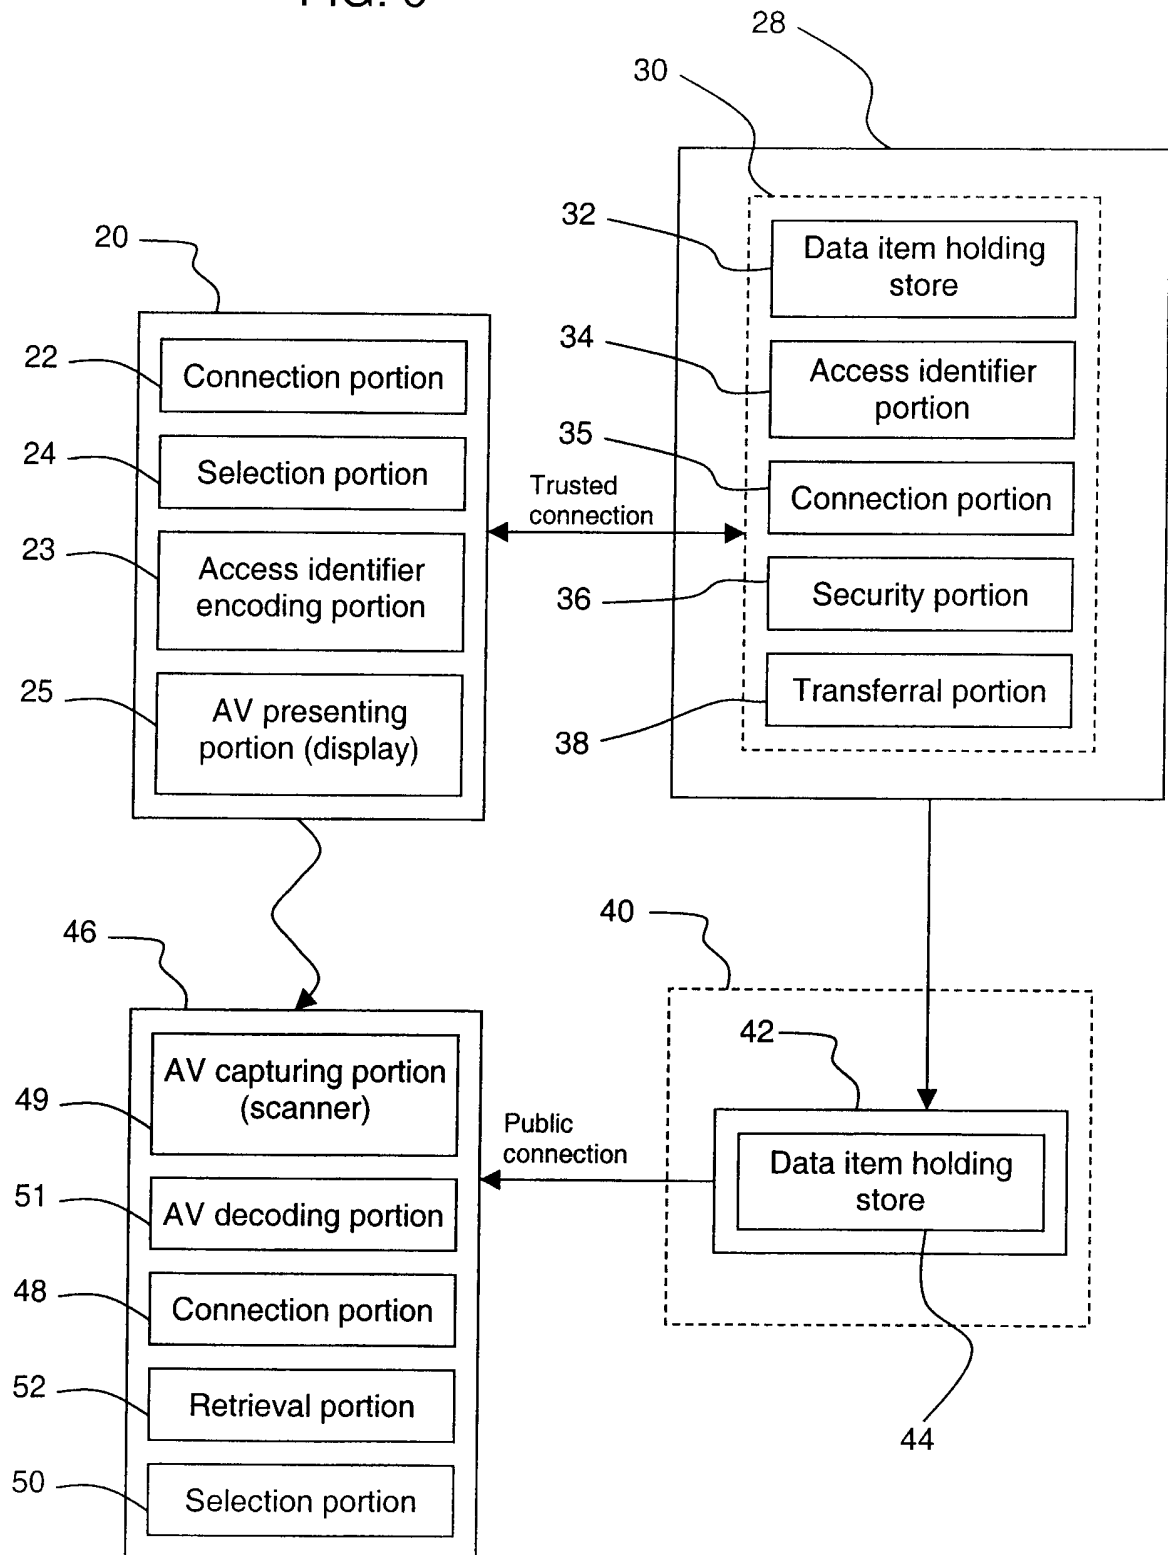 28
30
32
Data item holding
store
20
34
Access identifier
portion
22
Connection portion
35
Connection portion
24
Selection portion
Trusted
connection
23
Access identifier
encoding portion
36
Security portion
25
AV presenting
portion (display)
Transferral portion
38
40
46
42
AV capturing portion
(scanner)
49
Public
connection
Data item holding
store
51
AV decoding portion
48
Connection portion
52
Retrieval portion
44
50
Selection portion